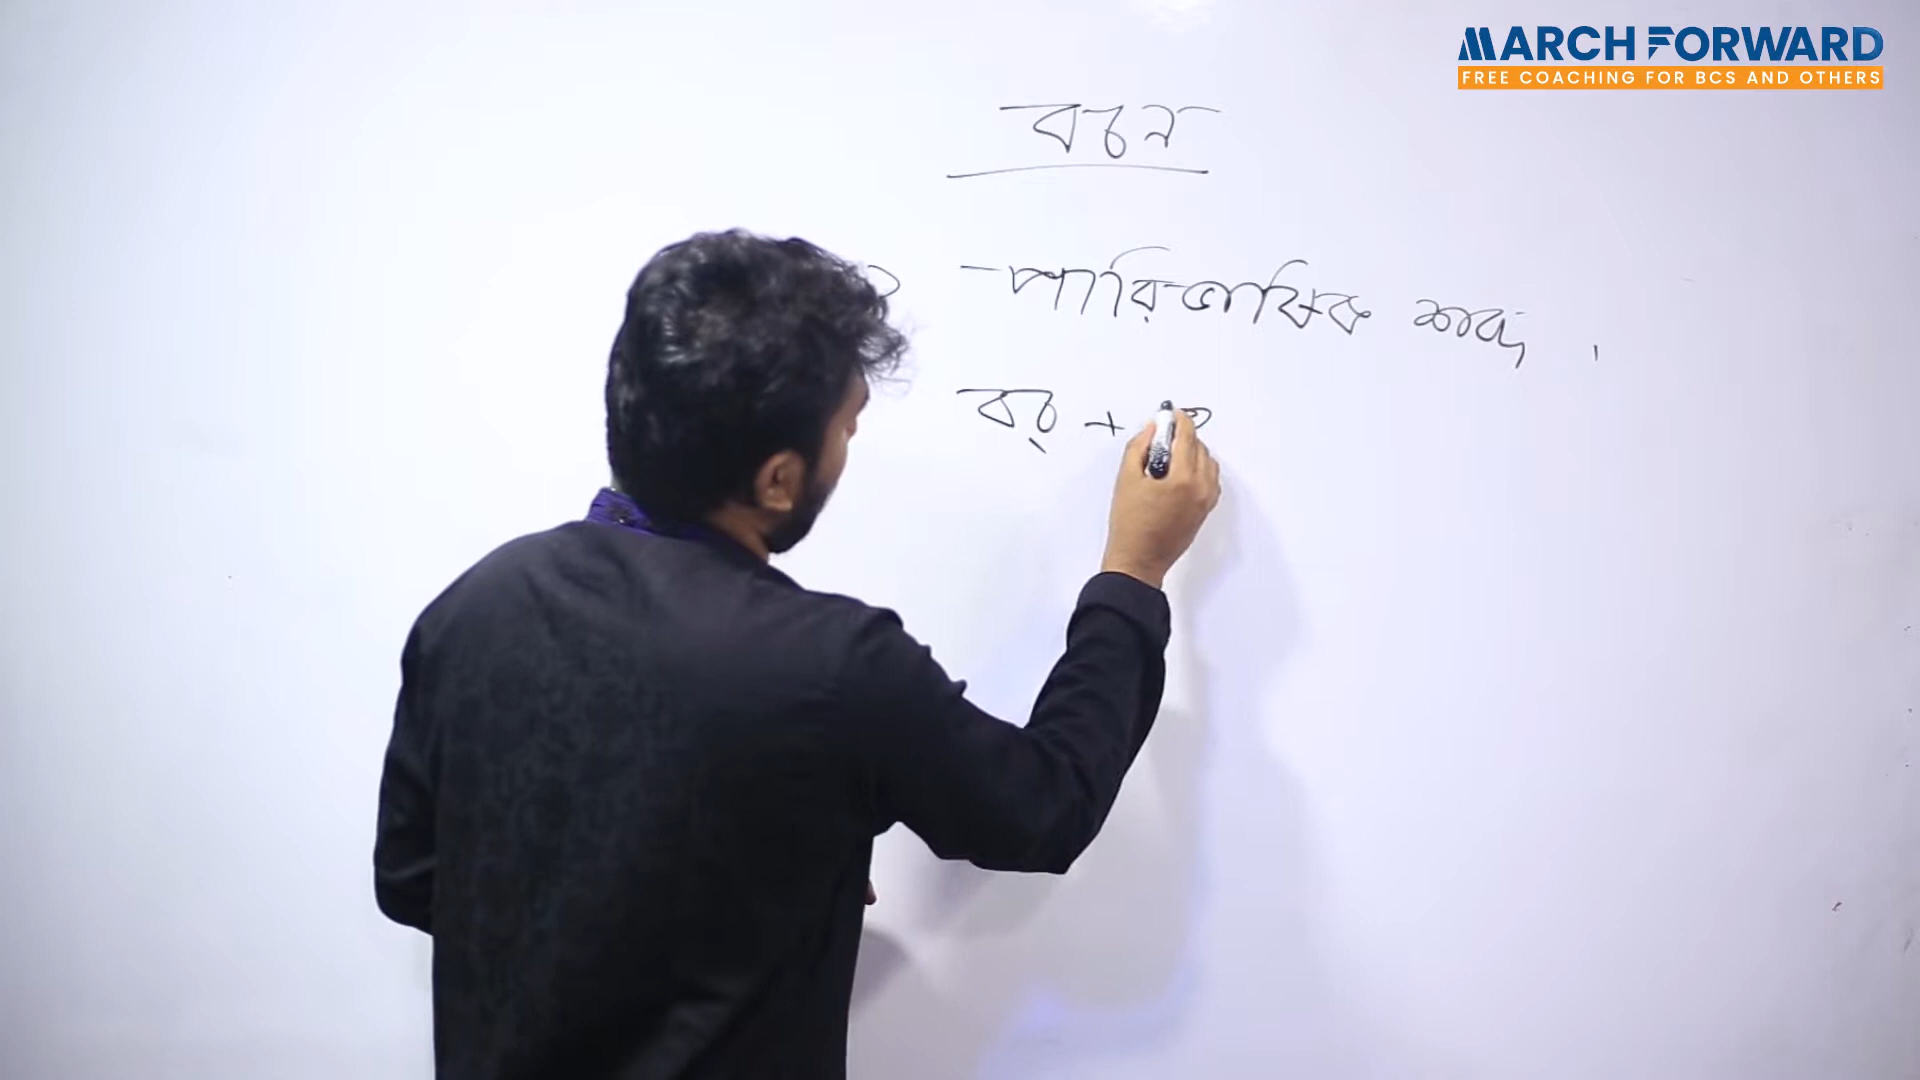 MARCH FORWARD
FREE COACHING FOR BCS AND OTHERS
বচন
- পারিভাষিক শব্দ ।
বচ্ +